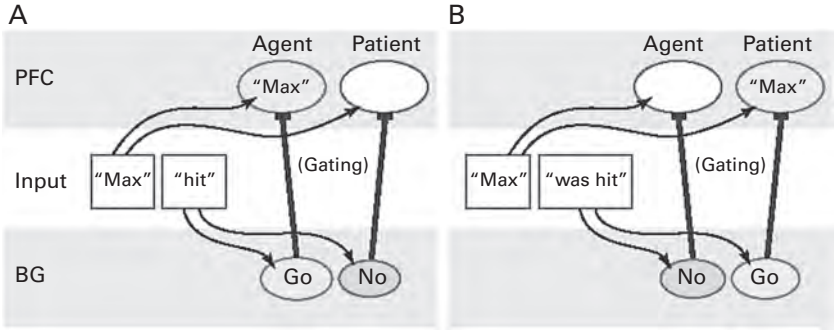 A
B
Agent Patient
Agent Patient
PFC
"Max"
"Max"
Input
"Max" "hit"
(Gating)
"Max" "was hit"
(Gating)
BG
Go No
No Go